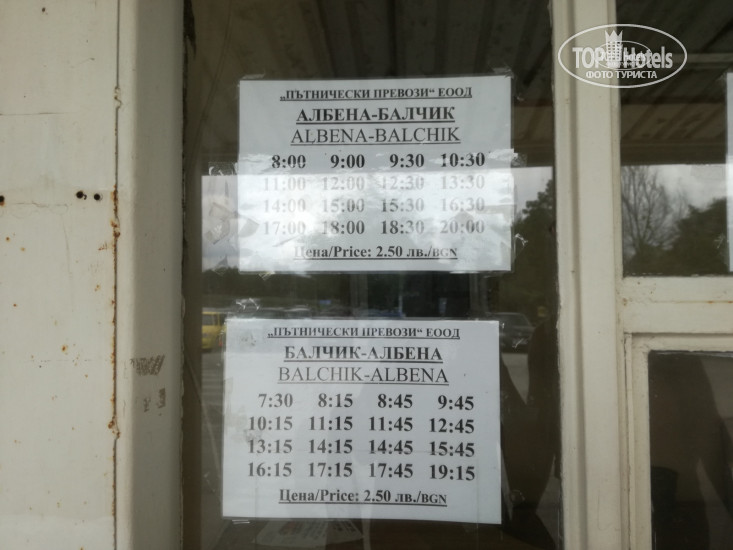 „ПЪТНИЧЕСКИ ПРЕВОЗИ“ ЕООД
АЛБЕНА-БАЛЧИК
ALBENA-BALCHIK
8:00 9:00 9:30 10:30
11:00 12:00 12:30 13:30
14:00 15:00 15:30 16:30
17:00 18:00 18:30 20:00
Цена/Price: 2.50 лв./BGN
„ПЪТНИЧЕСКИ ПРЕВОЗИ“ ЕООД
БАЛЧИК-АЛБЕНА
BALCHIK-ALBENA
7:30 8:15 8:45 9:45
10:15 11:15 11:45 12:45
13:15 14:15 14:45 15:45
16:15 17:15 17:45 19:15
Цена/Price: 2.50 лв./BGN
TOP Hotels
ФОТО ТУРИСТА